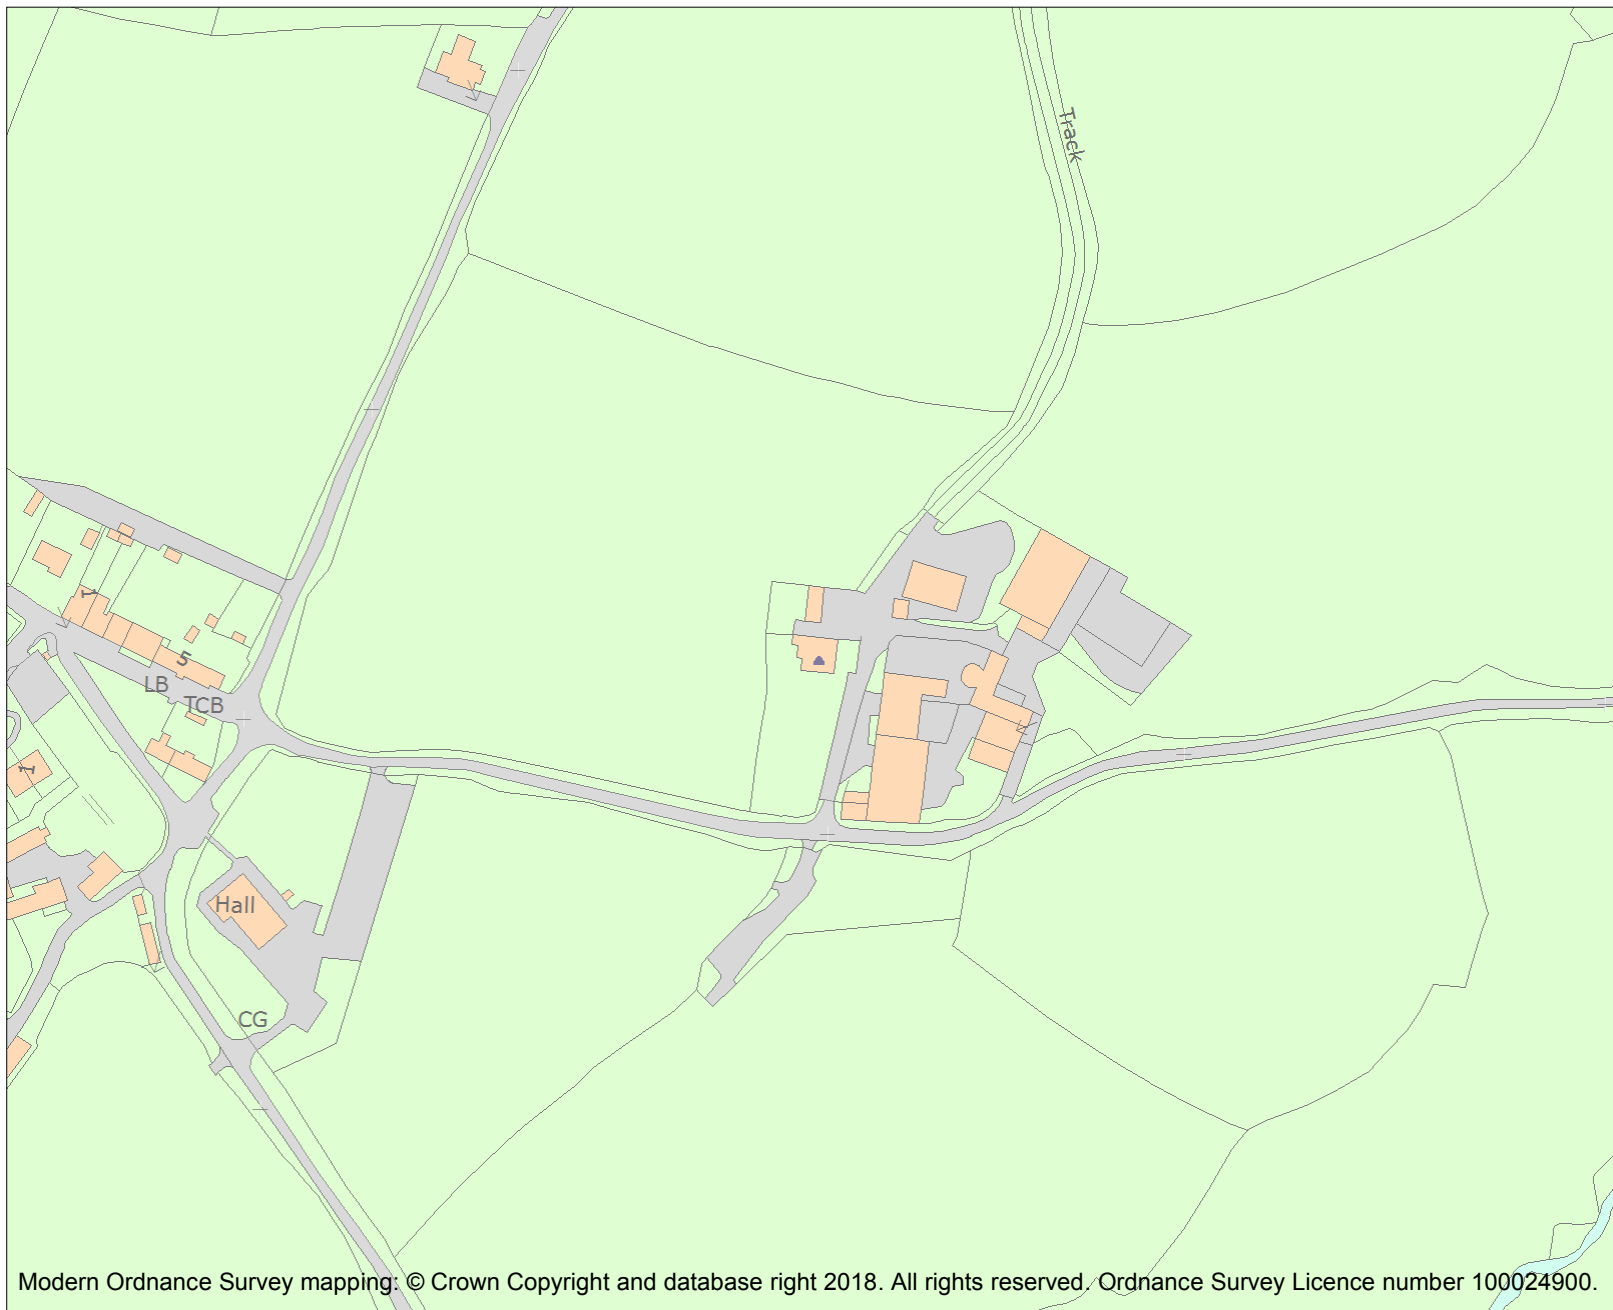 Track
1
5
LB
TCB
1
Hall
CG
Modern Ordnance Survey mapping: © Crown Copyright and database right 2018. All rights reserved. Ordnance Survey Licence number 100024900.